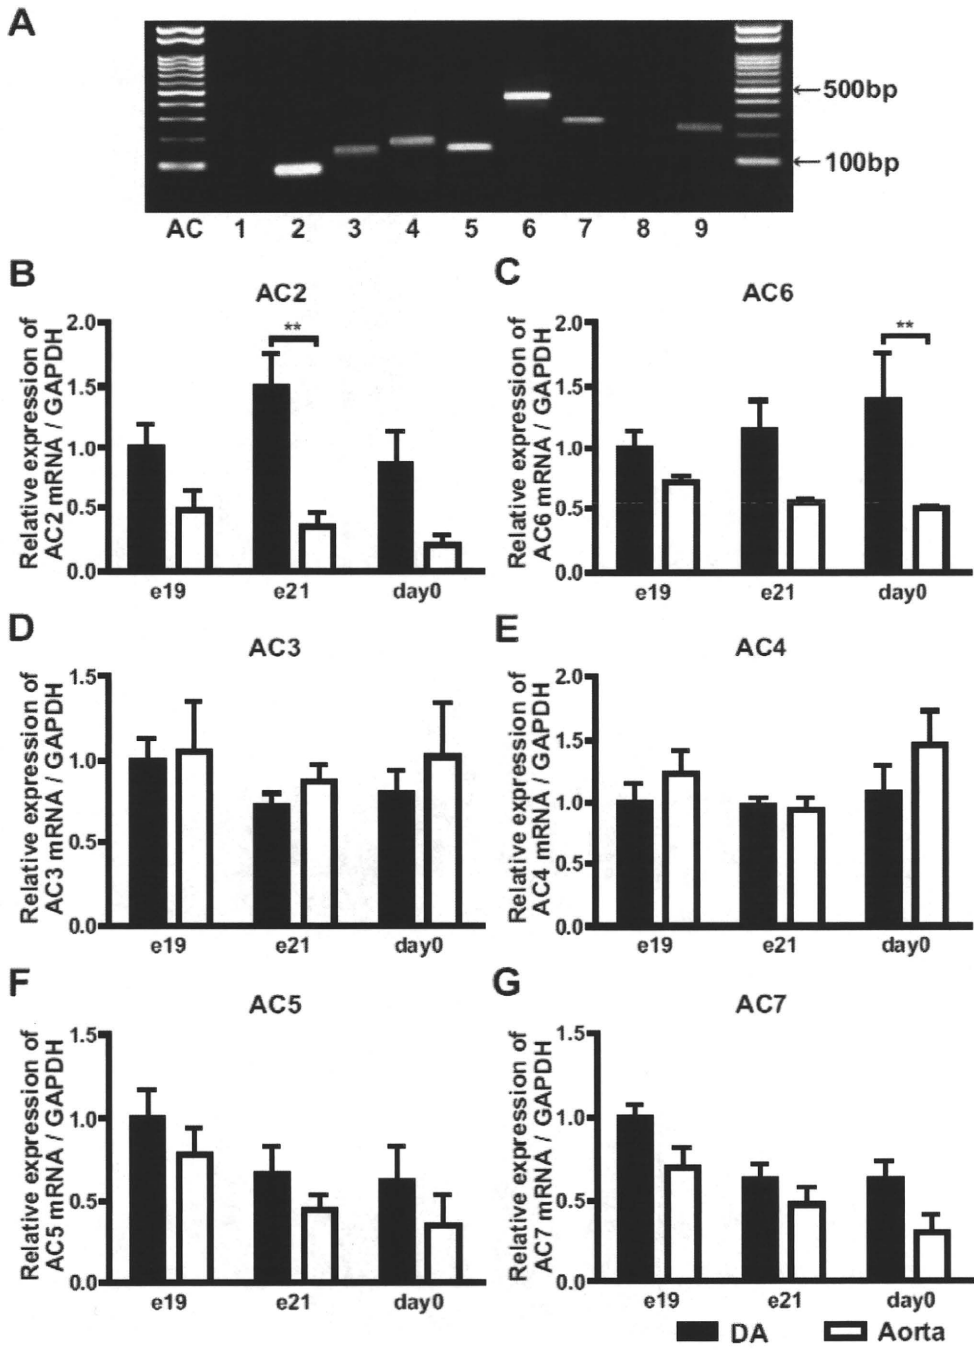 A
500bp
100bp
AC 1 2 3 4 5 6 7 8 9
B
AC2
Relative expression of
AC2 mRNA / GAPDH
2.0
**
1.5
1.0
0.5
0.0
e19 e21 day0
C
AC6
Relative expression of
AC6 mRNA / GAPDH
2.0
**
1.5
1.0
0.5
0.0
e19 e21 day0
D
AC3
Relative expression of
AC3 mRNA / GAPDH
1.5
1.0
0.5
0.0
e19 e21 day0
E
AC4
Relative expression of
AC4 mRNA / GAPDH
2.0
1.5
1.0
0.5
0.0
e19 e21 day0
F
AC5
Relative expression of
AC5 mRNA / GAPDH
1.5
1.0
0.5
0.0
e19 e21 day0
G
AC7
Relative expression of
AC7 mRNA / GAPDH
1.5
1.0
0.5
0.0
e19 e21 day0
DA Aorta